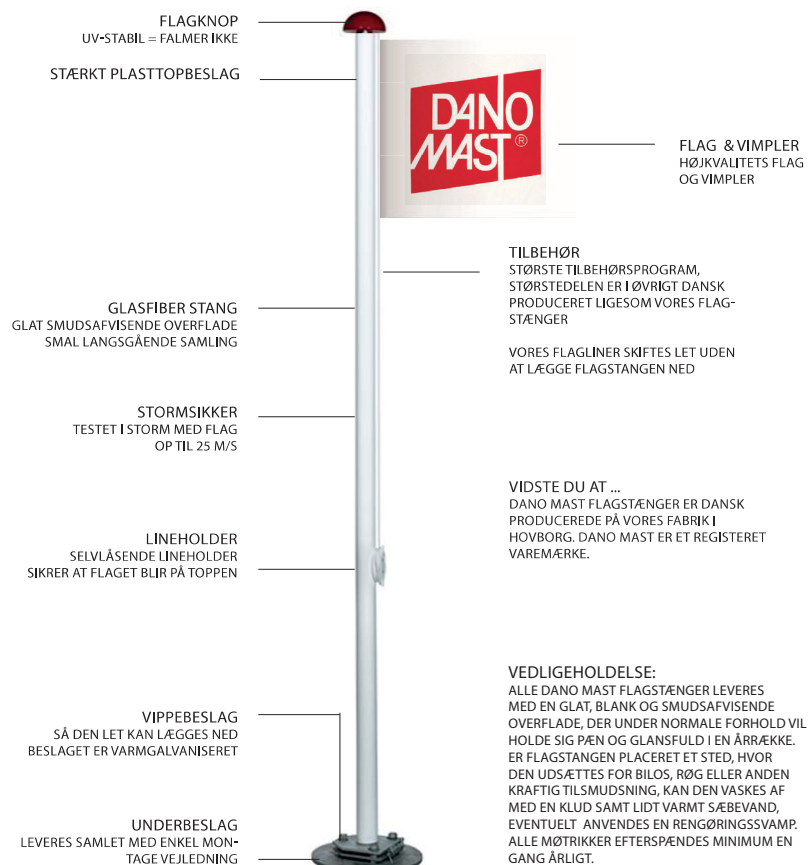 FLAGKNOP
UV-STABIL = FALMER IKKE
STÆRKT PLASTTOPBESLAG
DANO
MAST®
FLAG & VIMPLER
HØJKVALITETS FLAG
OG VIMPLER
TILBEHØR
STØRSTE TILBEHØRSPROGRAM,
STØRSTEDELEN ER I ØVRIGT DANSK
PRODUCERET LIGESOM VORES FLAG-
STÆNGER
VORES FLAGLINER SKIFTES LET UDEN
AT LÆGGE FLAGSTANGEN NED
GLASFIBER STANG
GLAT SMUDSAFVISENDE OVERFLADE
SMAL LANGSGÅENDE SAMLING
STORMSIKKER
TESTET I STORM MED FLAG
OP TIL 25 M/S
VIDSTE DU AT ...
DANO MAST FLAGSTÆNGER ER DANSK
PRODUCEREDE PÅ VORES FABRIK I
HOVBORG. DANO MAST ER ET REGISTERET
VAREMÆRKE.
LINEHOLDER
SELVLÅSENDE LINEHOLDER
SIKRER AT FLAGET BLIR PÅ TOPPEN
VEDLIGEHOLDELSE:
ALLE DANO MAST FLAGSTÆNGER LEVERES
MED EN GLAT, BLANK OG SMUDSAFVISENDE
OVERFLADE, DER UNDER NORMALE FORHOLD VIL
HOLDE SIG PÆN OG GLANSFULD I EN ÅRRÆKKE.
ER FLAGSTANGEN PLACERET ET STED, HVOR
DEN UDSÆTTES FOR BILOS, RØG ELLER ANDEN
KRAFTIG TILSMUDSNING, KAN DEN VASKES AF
MED EN KLUD SAMT LIDT VARMT SÆBEVAND,
EVENTUELT ANVENDES EN RENGØRINGSSVAMP.
ALLE MØTRIKKER EFTERSPÆNDES MINIMUM EN
GANG ÅRLIGT.
VIPPEBESLAG
SÅ DEN LET KAN LÆGGES NED
BESLAGET ER VARMGALVANISERET
UNDERBESLAG
LEVERES SAMLET MED ENKEL MON-
TAGE VEJLEDNING